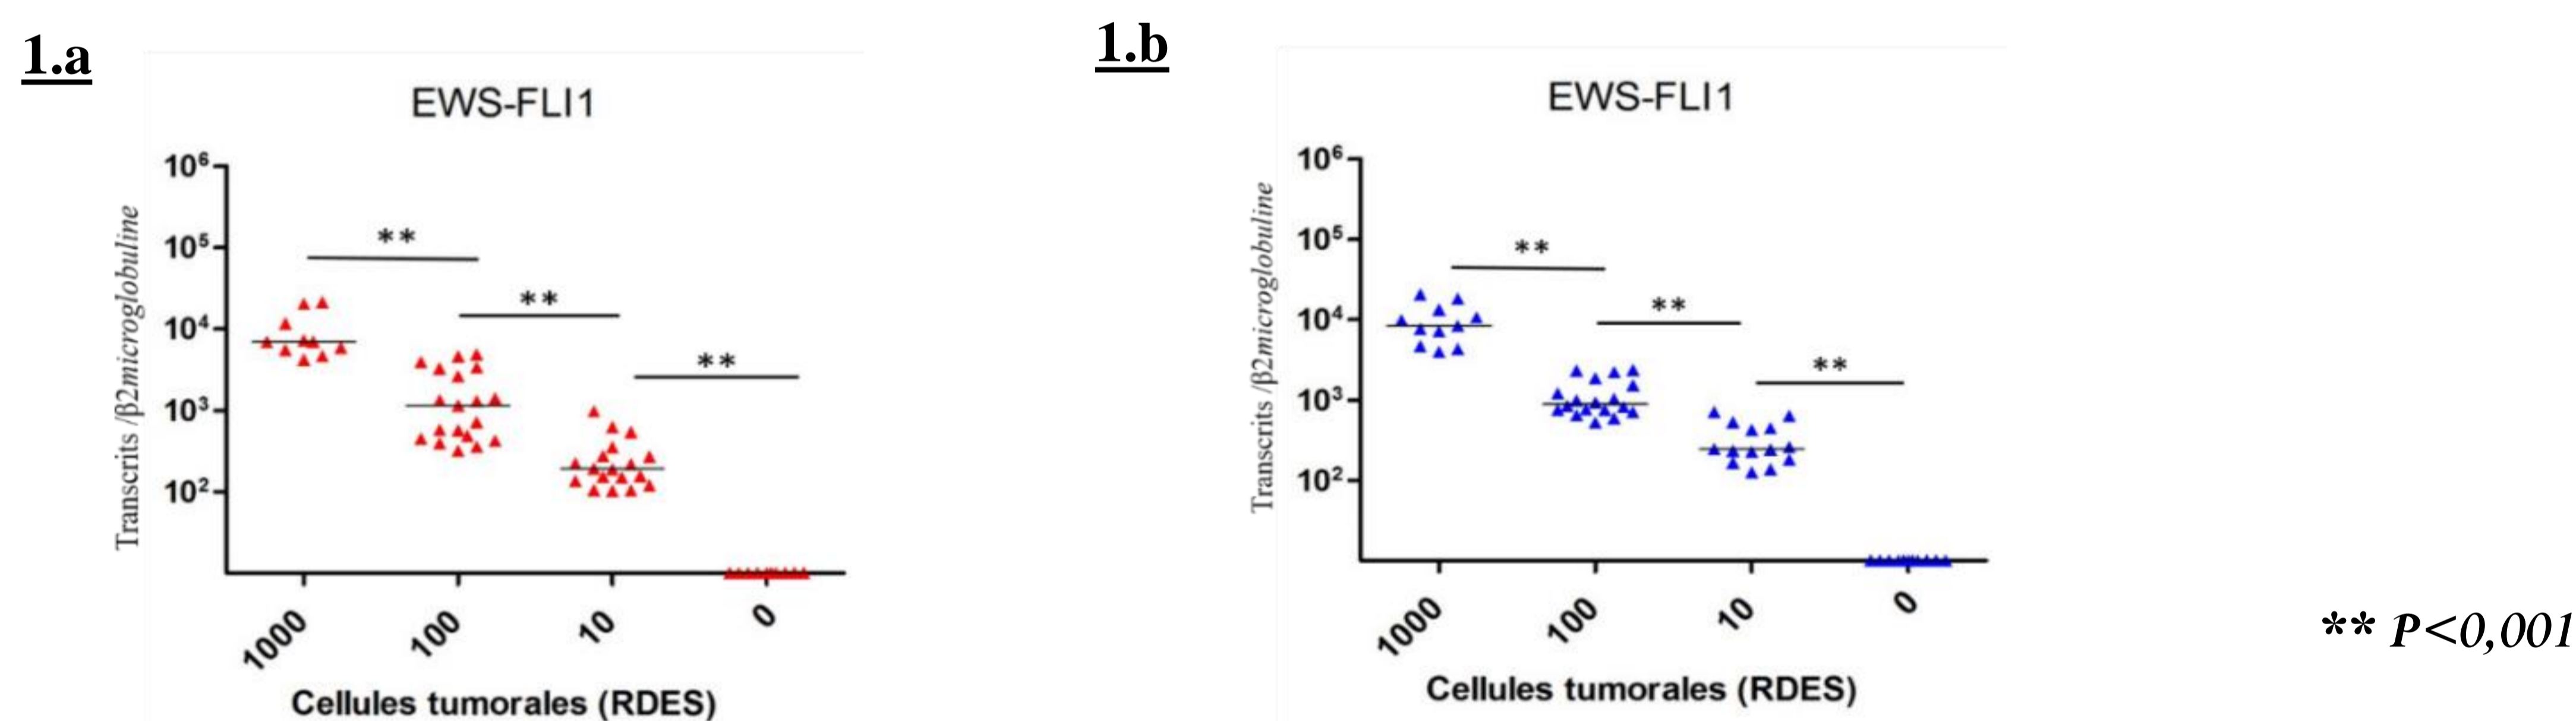 1.a
EWS-FLI1
Transcrits /β2microglobuline
10⁶
10⁵
10⁴
10³
10²
**
**
**
1000
100
10
0
Cellules tumorales (RDES)
1.b
EWS-FLI1
Transcrits /β2microglobuline
10⁶
10⁵
10⁴
10³
10²
**
**
**
1000
100
10
0
Cellules tumorales (RDES)
** P<0,001